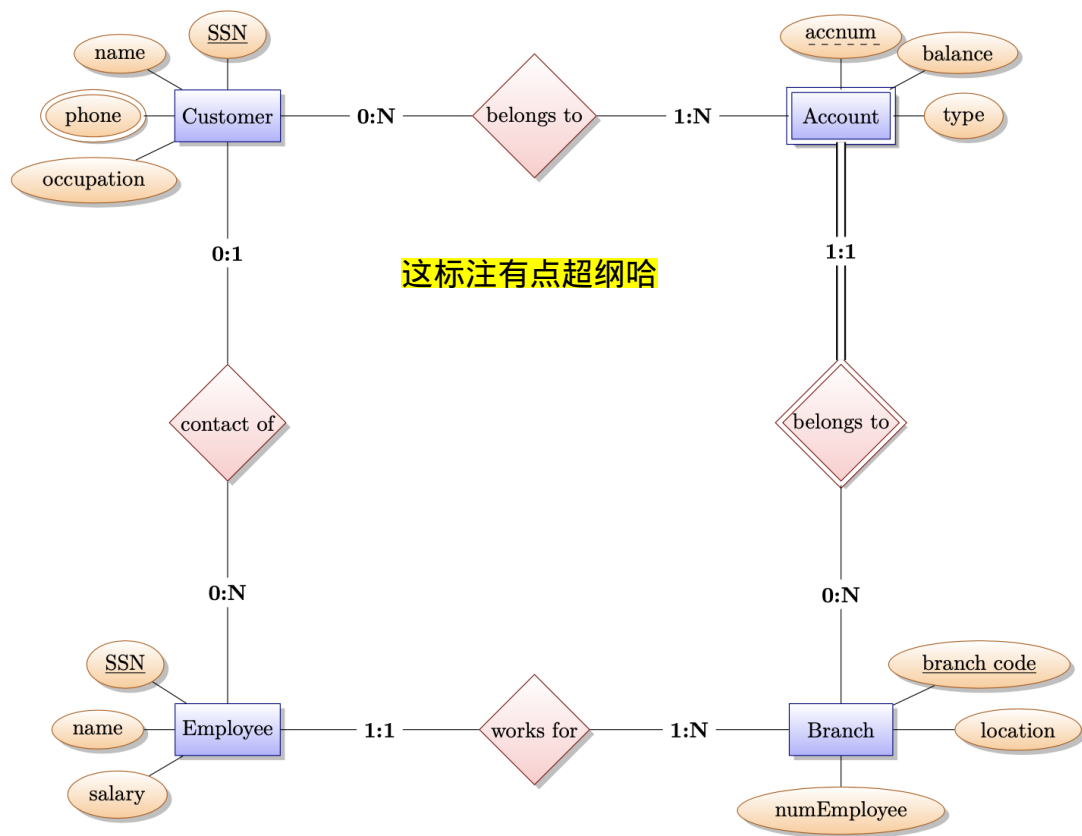 SSN
name
phone
Customer
occupation
0:N
belongs to
1:N
accnum
balance
Account
type
0:1
这标注有点超纲哈
1:1
contact of
belongs to
0:N
0:N
SSN
name
Employee
salary
1:1
works for
1:N
branch code
Branch
location
numEmployee